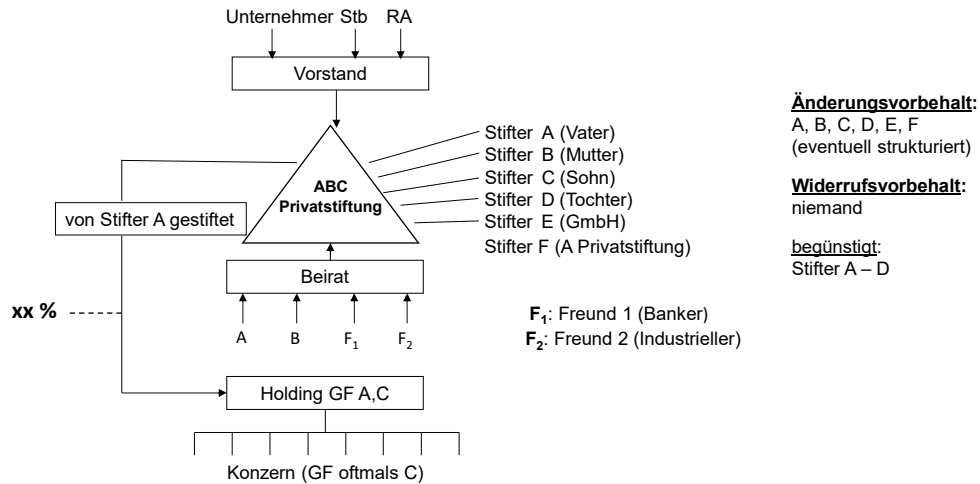 Unternehmer Stb RA
Vorstand
ABC
Privatstiftung
Stifter A (Vater)
Stifter B (Mutter)
Stifter C (Sohn)
Stifter D (Tochter)
Stifter E (GmbH)
Stifter F (A Privatstiftung)
Änderungsvorbehalt:
A, B, C, D, E, F
(eventuell strukturiert)
Widerrufsvorbehalt:
niemand
begünstigt:
Stifter A – D
von Stifter A gestiftet
Beirat
xx %
A B F₁ F₂
F₁: Freund 1 (Banker)
F₂: Freund 2 (Industrieller)
Holding GF A,C
Konzern (GF oftmals C)